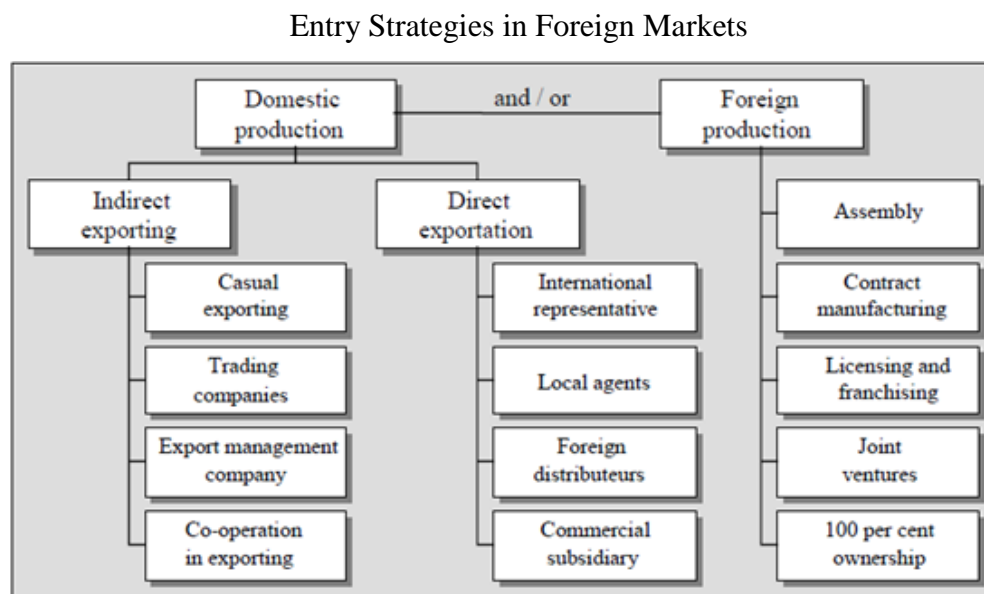 Entry Strategies in Foreign Markets
Domestic
production
and / or
Foreign
production
Indirect
exporting
Casual
exporting
Trading
companies
Export management
company
Co-operation
in exporting
Direct
exportation
International
representative
Local agents
Foreign
distributeurs
Commercial
subsidiary
Assembly
Contract
manufacturing
Licensing and
franchising
Joint
ventures
100 per cent
ownership